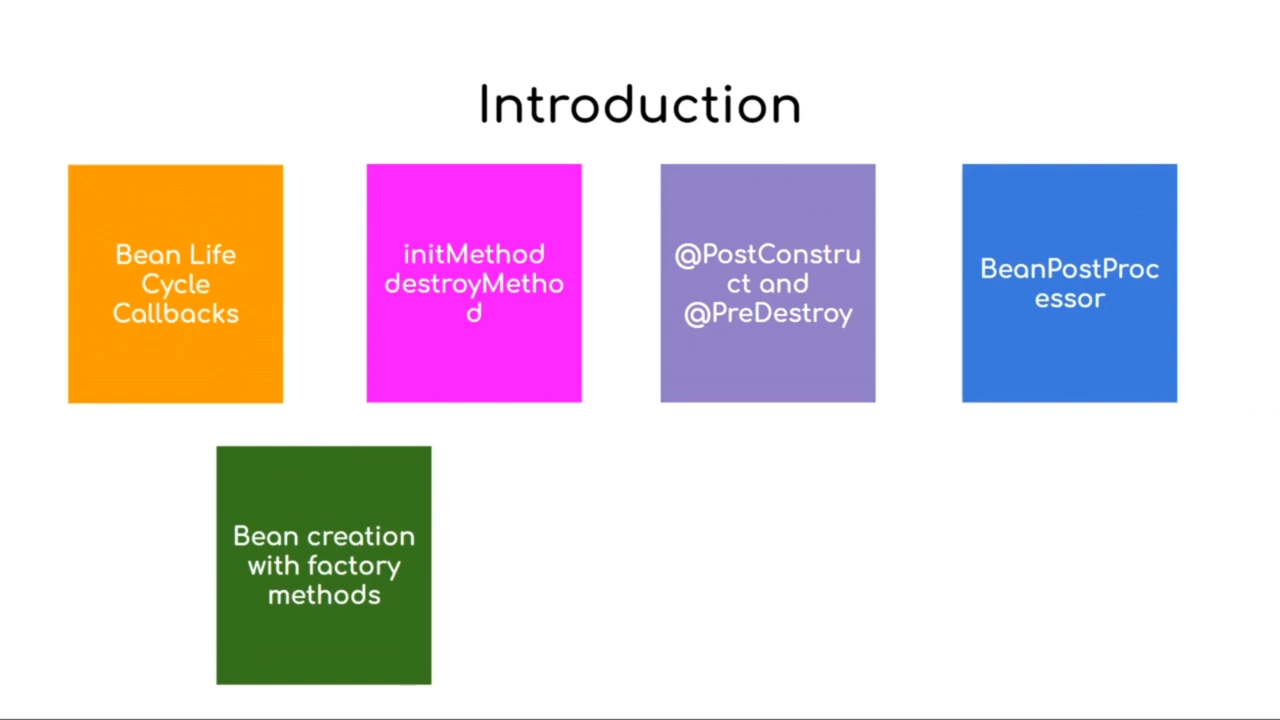 Introduction
Bean Life
Cycle
Callbacks
initMethod
destroyMetho
d
@PostConstru
ct and
@PreDestroy
BeanPostProc
essor
Bean creation
with factory
methods